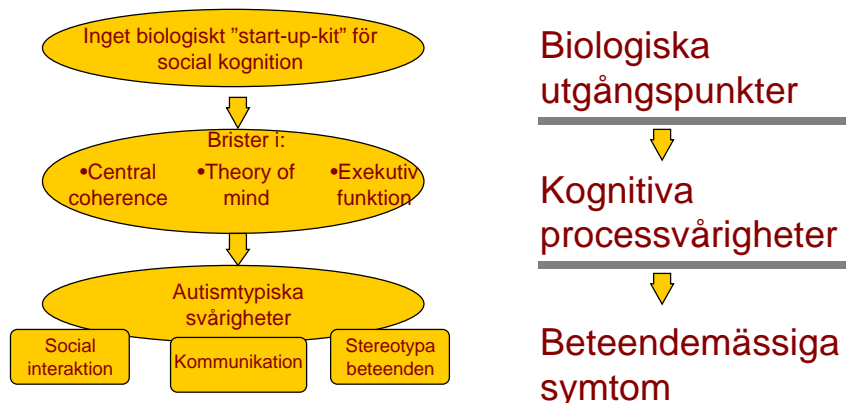 Inget biologiskt ”start-up-kit” för
social kognition
Brister i:
•Central
coherence
•Theory of
mind
•Exekutiv
funktion
Autismtypiska
svårigheter
Social
interaktion
Kommunikation
Stereotypa
beteenden
Biologiska
utgångspunkter
Kognitiva
processvårigheter
Beteendemässiga
symtom